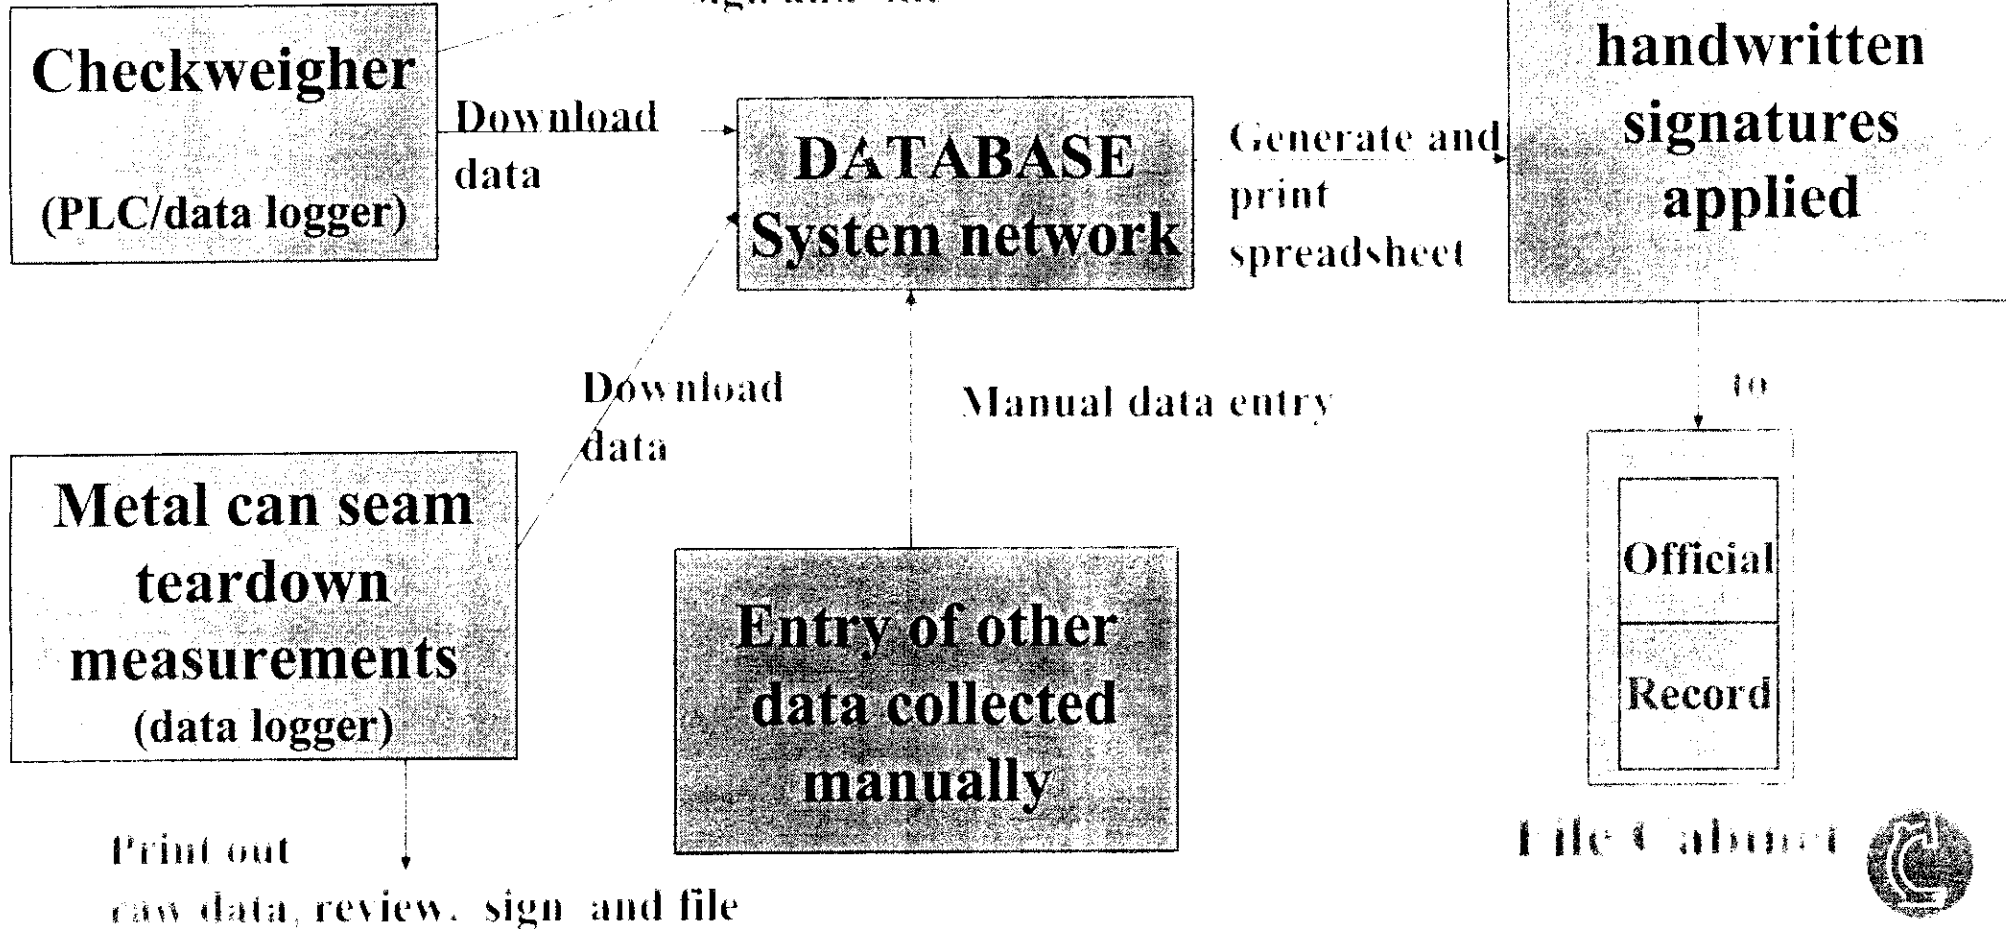 Checkweigher
(PLC/data logger)
Download
data
DATABASE
System network
Generate and
print
spreadsheet
handwritten
signatures
applied
Download
data
Manual data entry
to
Metal can seam
teardown
measurements
(data logger)
Entry of other
data collected
manually
Official
Record
File Cabinet
Print out
raw data, review, sign and file